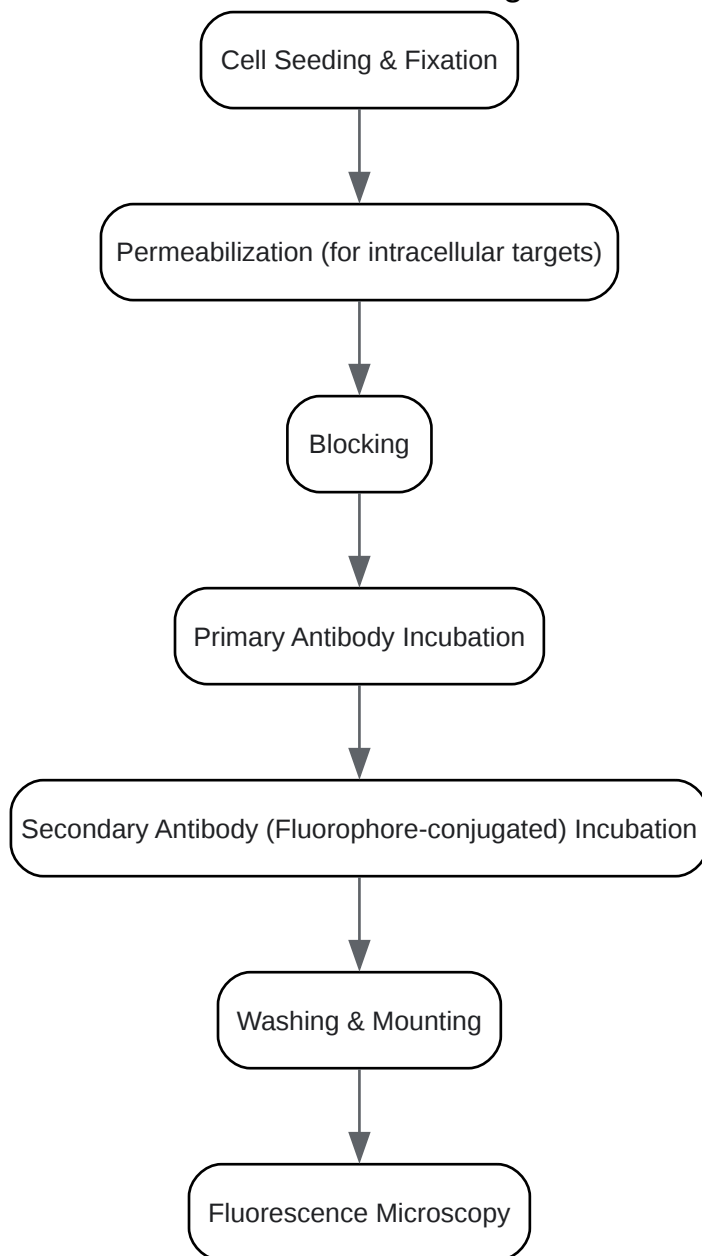 Cell Seeding & Fixation
Permeabilization (for intracellular targets)
Blocking
Primary Antibody Incubation
Secondary Antibody (Fluorophore-conjugated) Incubation
Washing & Mounting
Fluorescence Microscopy